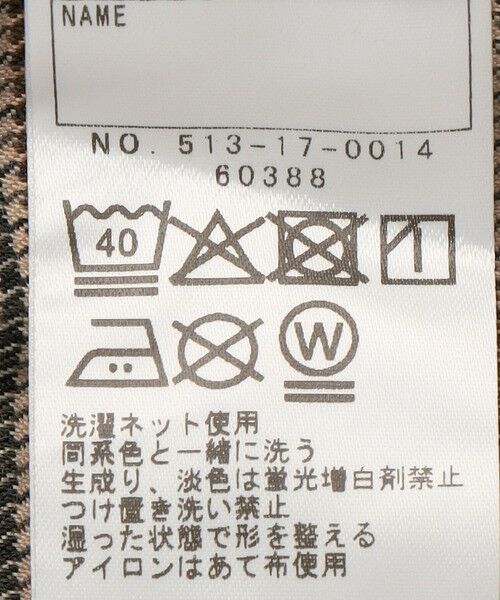 NAME
NO. 513-17-0014
60388
40
W
洗濯ネット使用
同系色と一緒に洗う
生成り、淡色は蛍光増白剤禁止
つけ置き洗い禁止
湿った状態で形を整える
アイロンはあて布使用